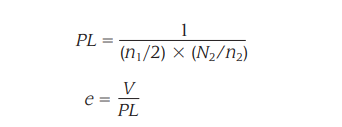 PL = 1 / ((n₁/2) × (N₂/n₂))
e = V / PL